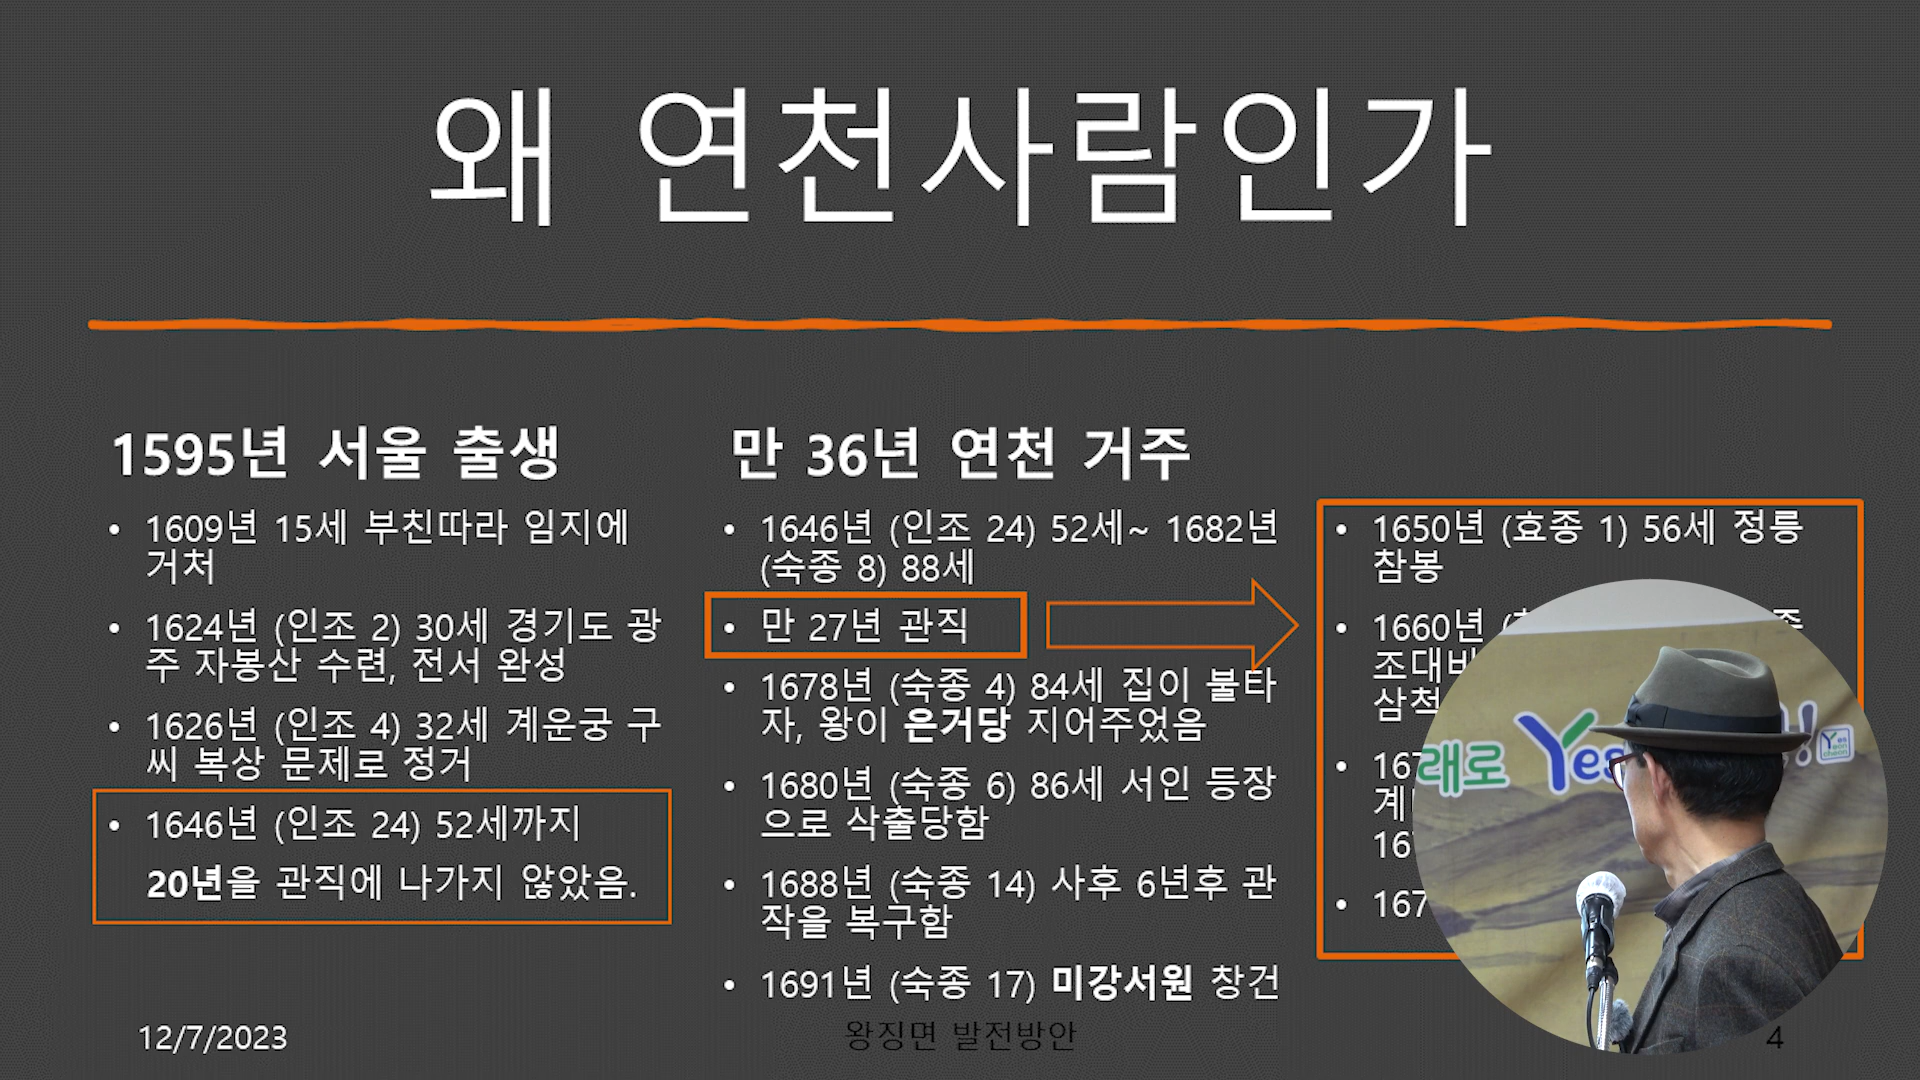 왜 연천사람인가
1595년 서울 출생
• 1609년 15세 부친따라 임지에
거처
• 1624년 (인조 2) 30세 경기도 광
주 자봉산 수련, 전서 완성
• 1626년 (인조 4) 32세 계운궁 구
씨 복상 문제로 정거
• 1646년 (인조 24) 52세까지
20년을 관직에 나가지 않았음.
만 36년 연천 거주
• 1646년 (인조 24) 52세~ 1682년
(숙종 8) 88세
• 만 27년 관직
• 1678년 (숙종 4) 84세 집이 불타
자, 왕이 은거당 지어주었음
• 1680년 (숙종 6) 86세 서인 등장
으로 삭출당함
• 1688년 (숙종 14) 사후 6년후 관
작을 복구함
• 1691년 (숙종 17) 미강서원 창건
• 1650년 (효종 1) 56세 정릉
참봉
• 1660년
조대비
삼척
래로 Yes
Yes
Yeon
cheon
12/7/2023
왕징면 발전방안
4